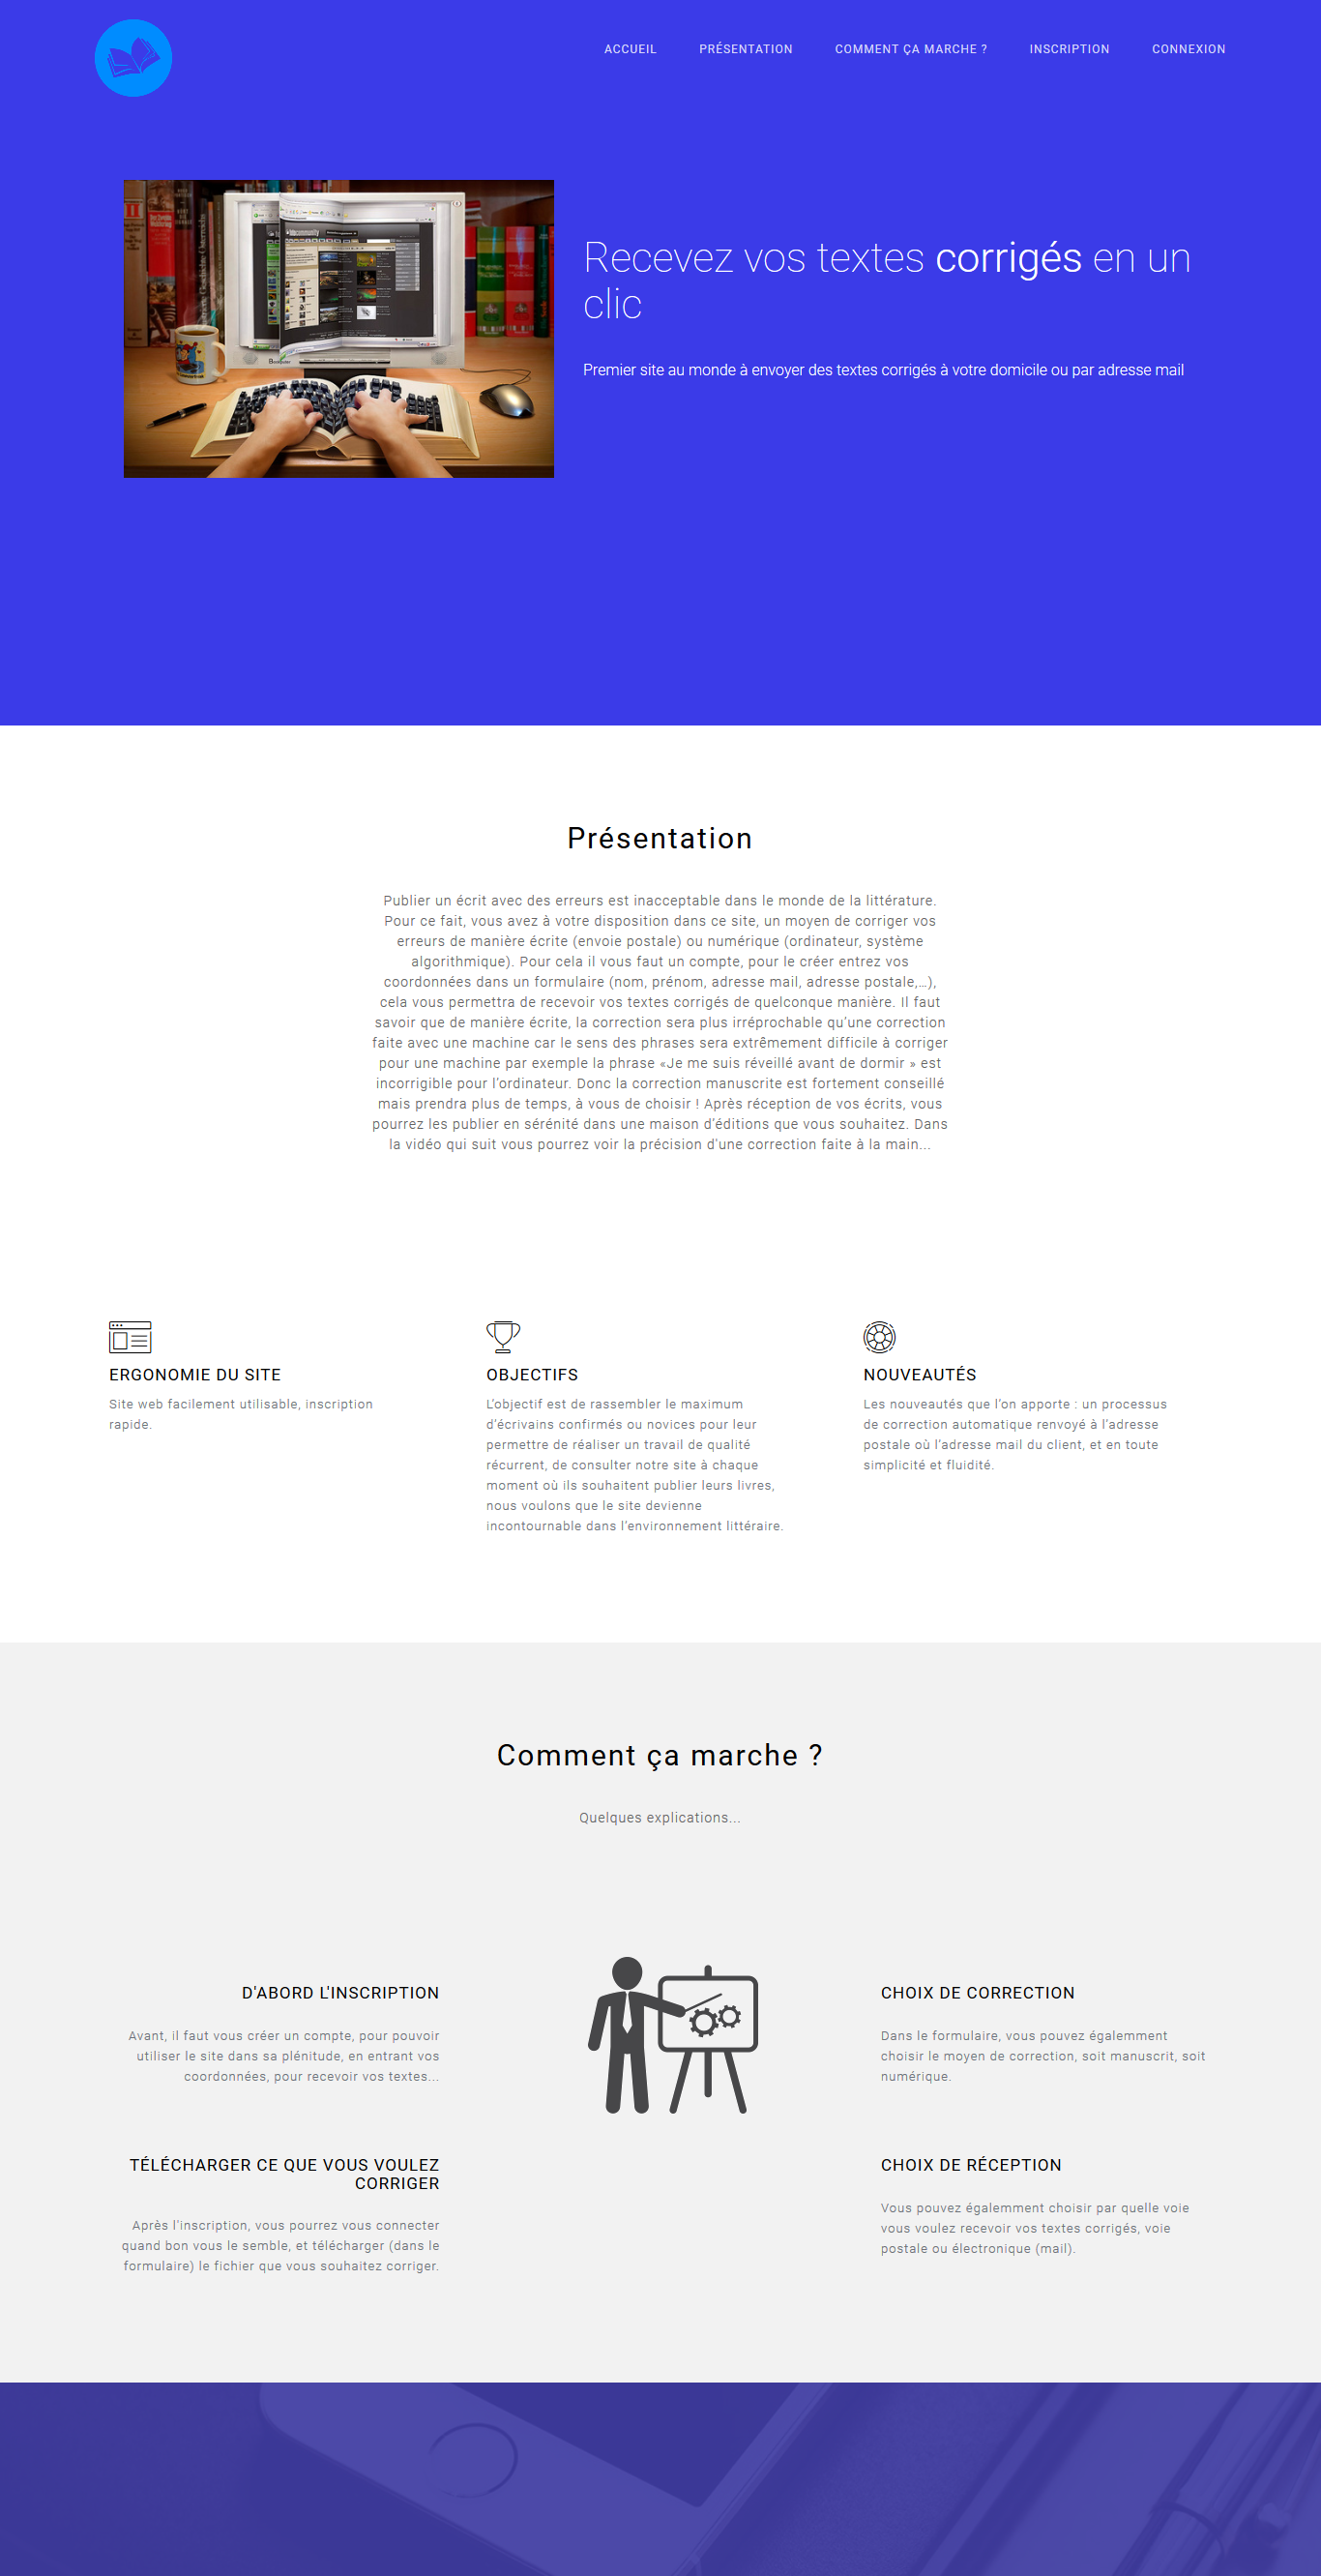 ACCUEIL PRÉSENTATION COMMENT ÇA MARCHE ? INSCRIPTION CONNEXION
Recevez vos textes corrigés en un
clic
Premier site au monde à envoyer des textes corrigés à votre domicile ou par adresse mail
Présentation
Publier un écrit avec des erreurs est inacceptable dans le monde de la littérature.
Pour ce fait, vous avez à votre disposition dans ce site, un moyen de corriger vos
erreurs de manière écrite (envoie postale) ou numérique (ordinateur, système
algorithmique). Pour cela il vous faut un compte, pour le créer entrez vos
coordonnées dans un formulaire (nom, prénom, adresse mail, adresse postale,…),
cela vous permettra de recevoir vos textes corrigés de quelconque manière. Il faut
savoir que de manière écrite, la correction sera plus irréprochable qu’une correction
faite avec une machine car le sens des phrases sera extrêmement difficile à corriger
pour une machine par exemple la phrase «Je me suis réveillé avant de dormir » est
incorrigible pour l’ordinateur. Donc la correction manuscrite est fortement conseillé
mais prendra plus de temps, à vous de choisir ! Après réception de vos écrits, vous
pourrez les publier en sérénité dans une maison d’éditions que vous souhaitez. Dans
la vidéo qui suit vous pourrez voir la précision d'une correction faite à la main...
ERGONOMIE DU SITE
Site web facilement utilisable, inscription
rapide.
OBJECTIFS
L’objectif est de rassembler le maximum
d’écrivains confirmés ou novices pour leur
permettre de réaliser un travail de qualité
récurrent, de consulter notre site à chaque
moment où ils souhaitent publier leurs livres,
nous voulons que le site devienne
incontournable dans l’environnement littéraire.
NOUVEAUTÉS
Les nouveautés que l’on apporte : un processus
de correction automatique renvoyé à l’adresse
postale où l’adresse mail du client, et en toute
simplicité et fluidité.
Comment ça marche ?
Quelques explications...
D'ABORD L'INSCRIPTION
Avant, il faut vous créer un compte, pour pouvoir
utiliser le site dans sa plénitude, en entrant vos
coordonnées, pour recevoir vos textes...
TÉLÉCHARGER CE QUE VOUS VOULEZ
CORRIGER
Après l'inscription, vous pourrez vous connecter
quand bon vous le semble, et télécharger (dans le
formulaire) le fichier que vous souhaitez corriger.
CHOIX DE CORRECTION
Dans le formulaire, vous pouvez égalemment
choisir le moyen de correction, soit manuscrit, soit
numérique.
CHOIX DE RÉCEPTION
Vous pouvez égalemment choisir par quelle voie
vous voulez recevoir vos textes corrigés, voie
postale ou électronique (mail).